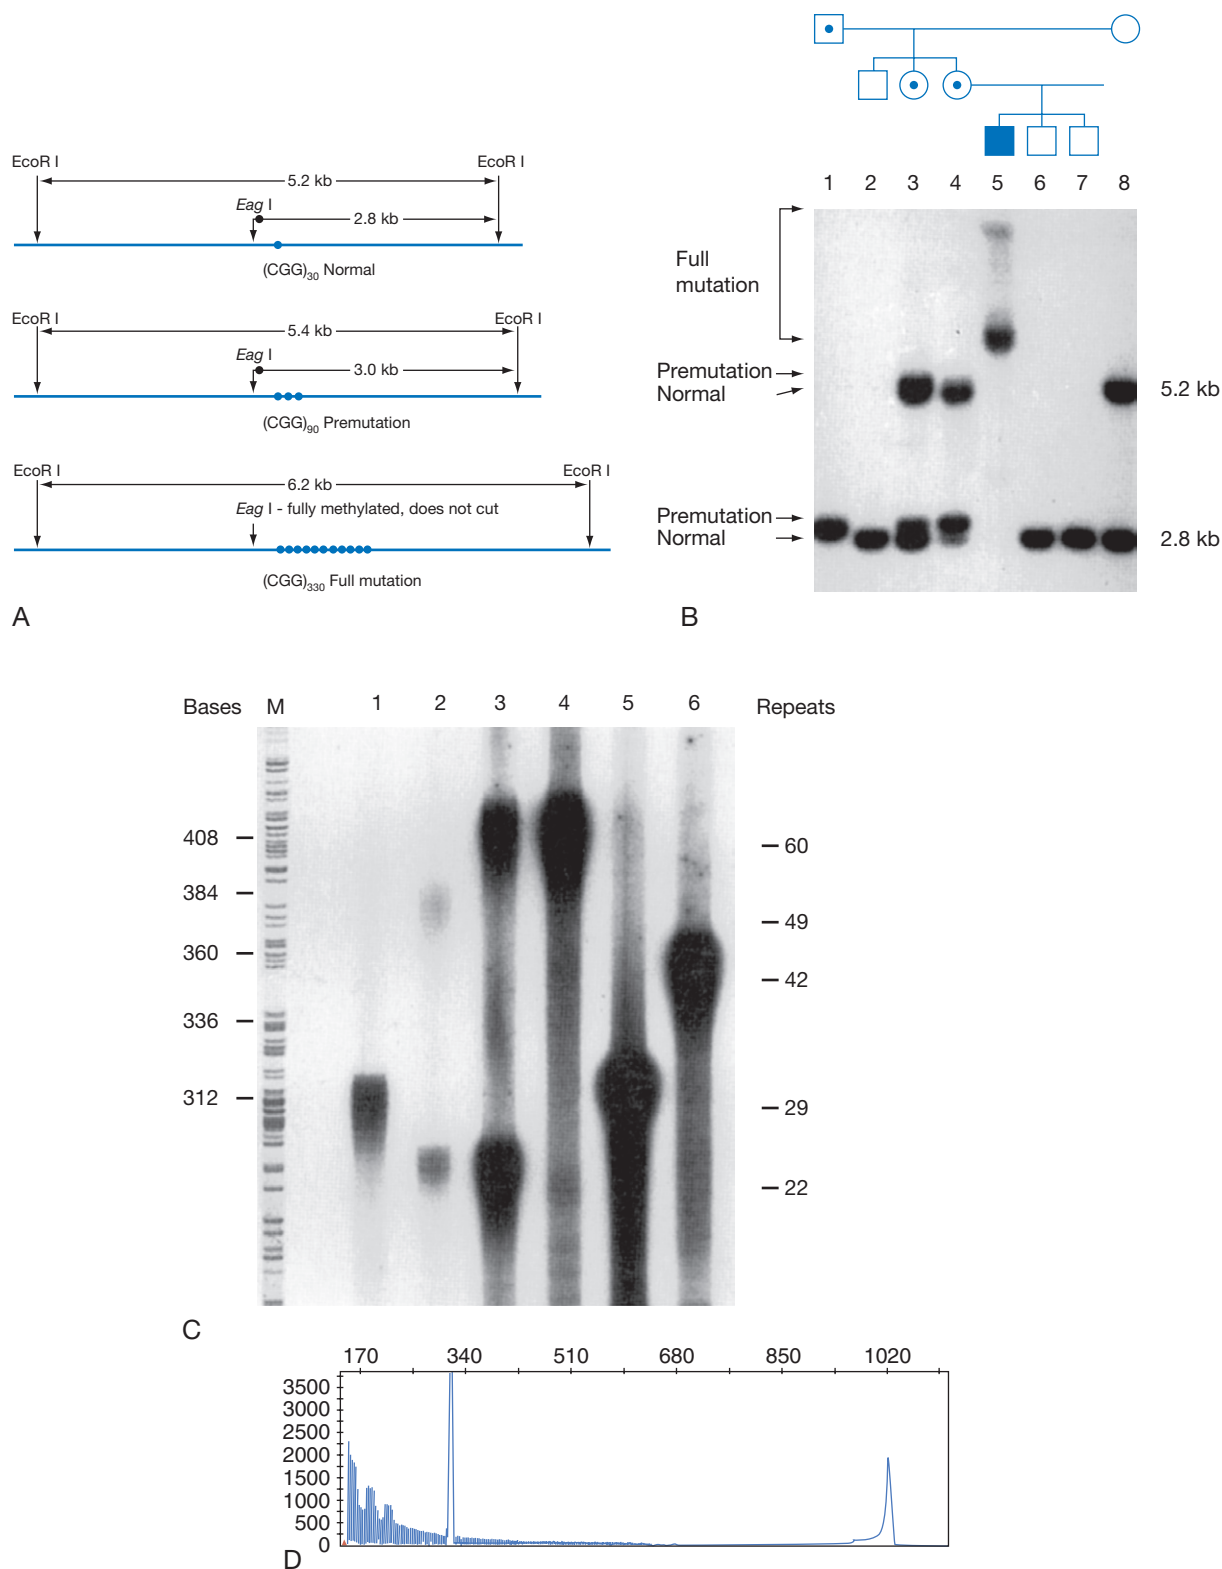 EcoR I
EcoR I
5.2 kb
Eag I
2.8 kb
(CGG)30 Normal
EcoR I
EcoR I
5.4 kb
Eag I
3.0 kb
(CGG)90 Premutation
EcoR I
EcoR I
6.2 kb
Eag I - fully methylated, does not cut
(CGG)330 Full mutation
A
1 2 3 4 5 6 7 8
Full
mutation
Premutation
Normal
5.2 kb
Premutation
Normal
2.8 kb
B
Bases M 1 2 3 4 5 6 Repeats
408
60
384
49
360
42
336
312
29
22
C
170 340 510 680 850 1020
3500
3000
2500
2000
1500
1000
500
0
D